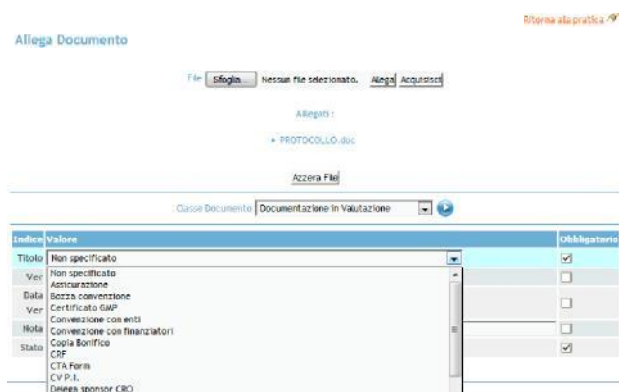 Ritorna alla pratica
Allega Documento
File Sfoglia... Nessun file selezionato. Allega Acquisisci
Allegati :
PROTOCOLLO.doc
Azzera File
Classe Documento Documentazione in Valutazione
Indice Valore Obbligatorio
Titolo Non specificato
Ver Non specificato
Assicurazione
Data Ver Bozza convenzione
Certificato GMP
Convenzione con enti
Nota Convenzione con finanziatori
Stato Copia Bonifico
CRF
CTA Form
CV P.I.
Delega sponsor CRO